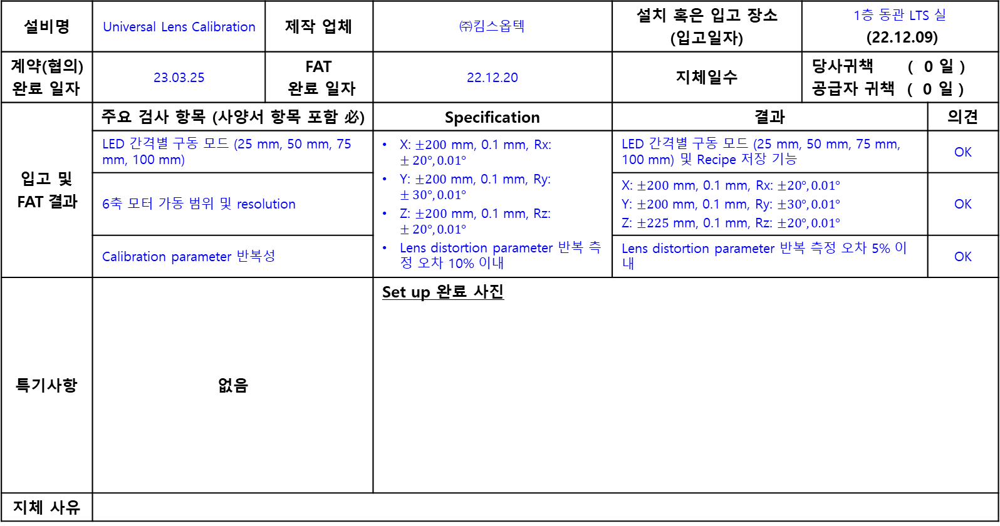 설비명
Universal Lens Calibration
제작 업체
㈜킴스옵텍
설치 혹은 입고 장소
(입고일자)
1층 동관 LTS 실
(22.12.09)
계약(협의)
완료 일자
23.03.25
FAT
완료 일자
22.12.20
지체일수
당사귀책 ( 0 일 )
공급자 귀책 ( 0 일 )
입고 및
FAT 결과
주요 검사 항목 (사양서 항목 포함 必)
Specification
결과
의견
LED 간격별 구동 모드 (25 mm, 50 mm, 75
mm, 100 mm)
• X: ±200 mm, 0.1 mm, Rx:
± 20°, 0.01°
• Y: ±200 mm, 0.1 mm, Ry:
± 30°, 0.01°
• Z: ±200 mm, 0.1 mm, Rz:
± 20°, 0.01°
• Lens distortion parameter 반복 측
정 오차 10% 이내
LED 간격별 구동 모드 (25 mm, 50 mm, 75 mm,
100 mm) 및 Recipe 저장 기능
OK
6축 모터 가동 범위 및 resolution
X: ±200 mm, 0.1 mm, Rx: ±20°, 0.01°
Y: ±200 mm, 0.1 mm, Ry: ±30°, 0.01°
Z: ±225 mm, 0.1 mm, Rz: ±20°, 0.01°
OK
Calibration parameter 반복성
Lens distortion parameter 반복 측정 오차 5% 이
내
OK
특기사항
없음
Set up 완료 사진
지체 사유